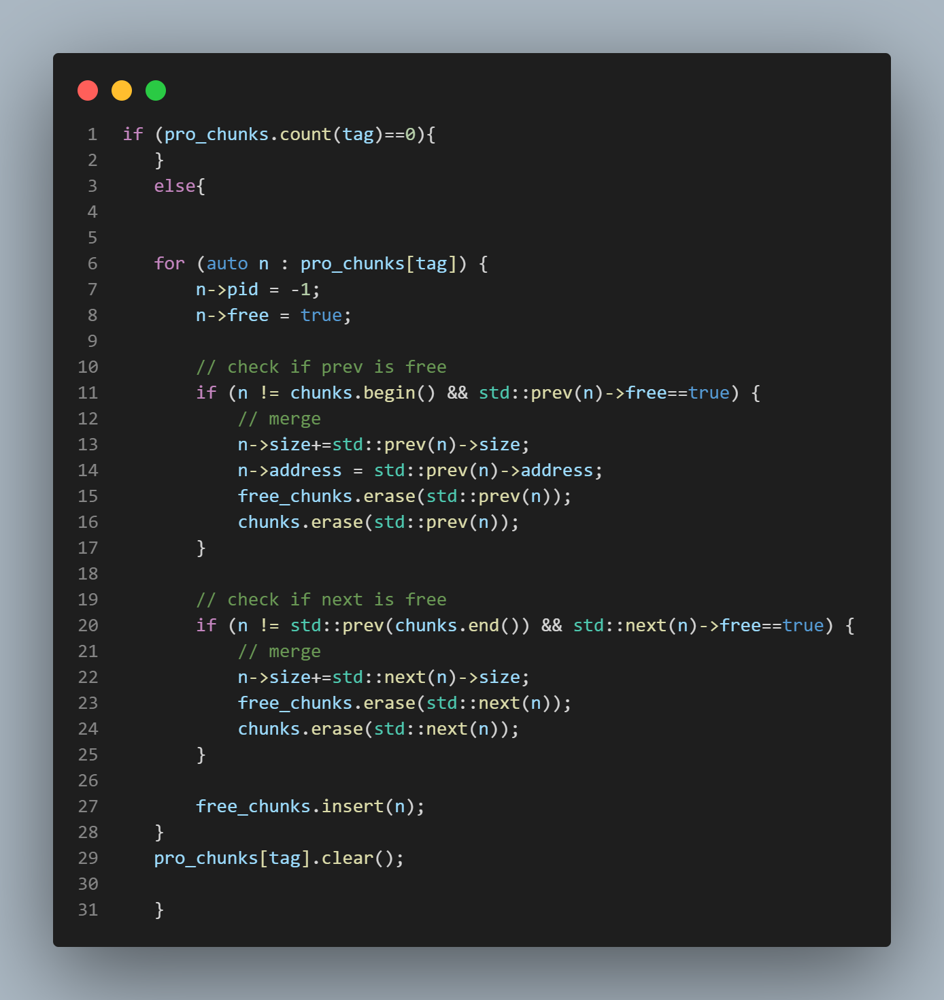 1 if (pro_chunks.count(tag)==0){
2    }
3    else{
4
5
6    for (auto n : pro_chunks[tag]) {
7        n->pid = -1;
8        n->free = true;
9
10        // check if prev is free
11        if (n != chunks.begin() && std::prev(n)->free==true) {
12            // merge
13            n->size+=std::prev(n)->size;
14            n->address = std::prev(n)->address;
15            free_chunks.erase(std::prev(n));
16            chunks.erase(std::prev(n));
17        }
18
19        // check if next is free
20        if (n != std::prev(chunks.end()) && std::next(n)->free==true) {
21            // merge
22            n->size+=std::next(n)->size;
23            free_chunks.erase(std::next(n));
24            chunks.erase(std::next(n));
25        }
26
27        free_chunks.insert(n);
28    }
29    pro_chunks[tag].clear();
30
31    }